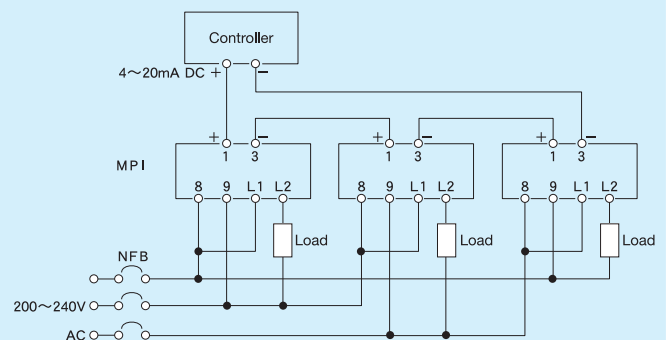 Controller
4～20mA DC + −
+ − + − + −
1 3 1 3 1 3
MPI
8 9 L1 L2 8 9 L1 L2 8 9 L1 L2
Load Load Load
NFB
200～240V
AC